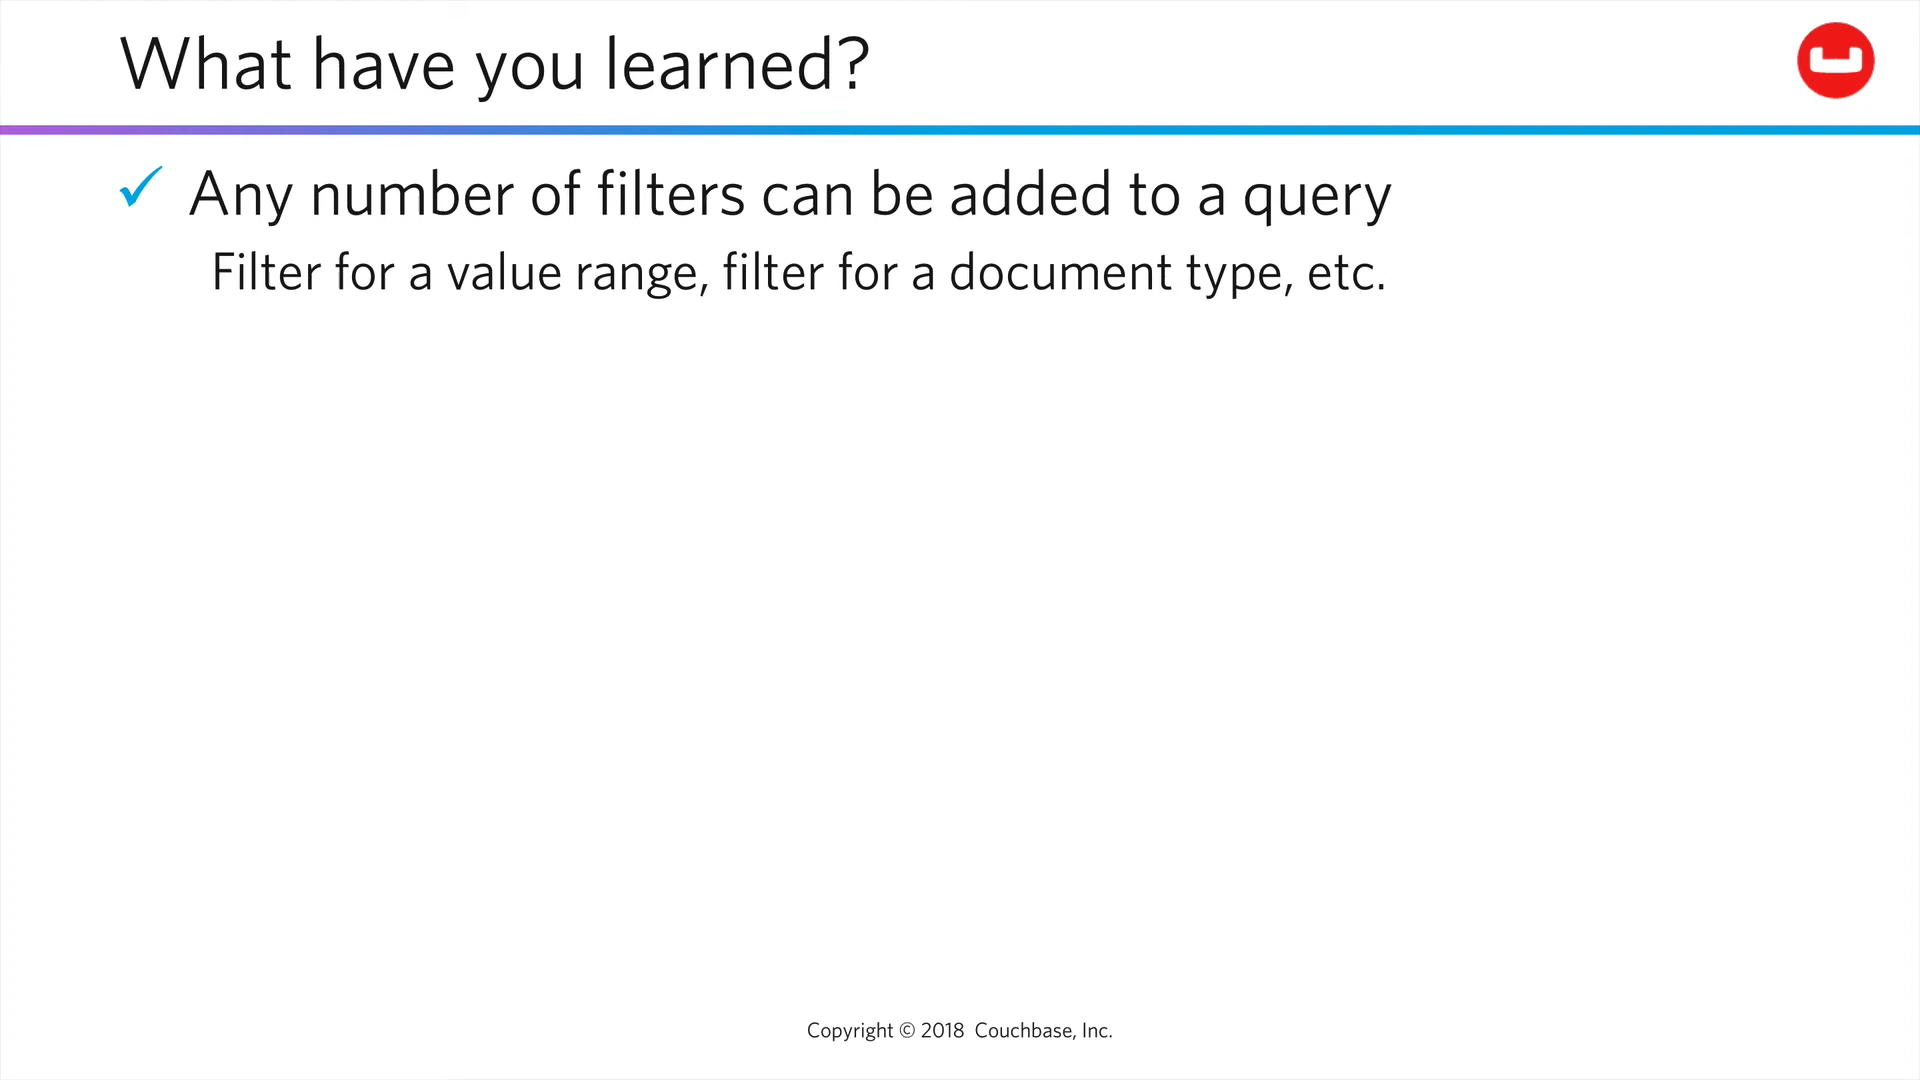 What have you learned?
Any number of filters can be added to a query
Filter for a value range, filter for a document type, etc.
Copyright © 2018 Couchbase, Inc.